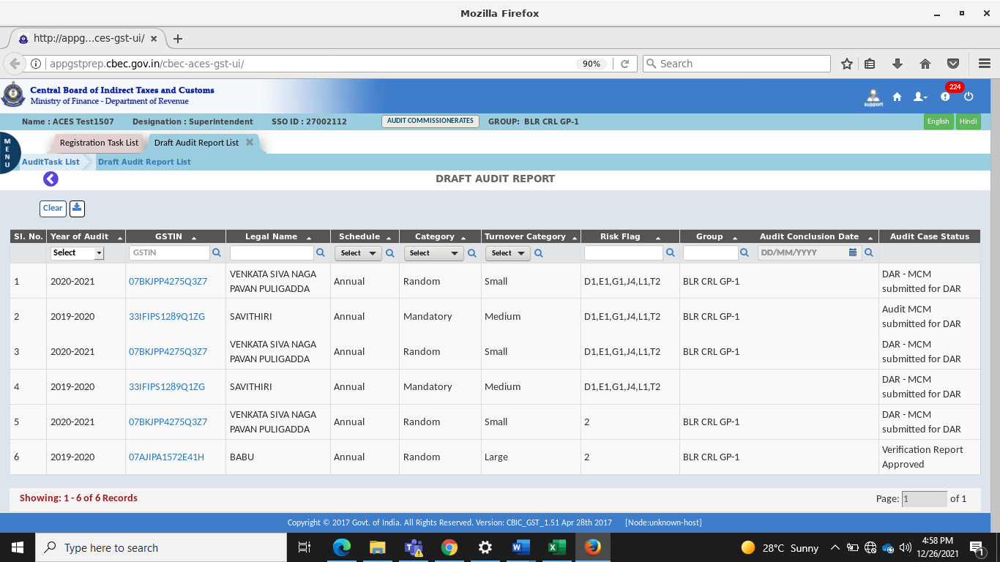 Mozilla Firefox
http://appg...ces-gst-ui/
appgstprep.cbec.gov.in/cbec-aces-gst-ui/ 90% Search
Central Board of Indirect Taxes and Customs
Ministry of Finance - Department of Revenue
224
support
Name : ACES Test1507 Designation : Superintendent SSO ID : 27002112 AUDIT COMMISSIONERATES GROUP: BLR CRL GP-1 English Hindi
MENU
Registration Task List Draft Audit Report List
AuditTask List Draft Audit Report List
DRAFT AUDIT REPORT
Clear
Sl. No. Year of Audit GSTIN Legal Name Schedule Category Turnover Category Risk Flag Group Audit Conclusion Date Audit Case Status
Select GSTIN Select Select Select DD/MM/YYYY
1 2020-2021 07BKJPP4275Q3Z7 VENKATA SIVA NAGA PAVAN PULIGADDA Annual Random Small D1,E1,G1,J4,L1,T2 BLR CRL GP-1 DAR - MCM submitted for DAR
2 2019-2020 33IFIPS1289Q1ZG SAVITHIRI Annual Mandatory Medium D1,E1,G1,J4,L1,T2 BLR CRL GP-1 Audit MCM submitted for DAR
3 2020-2021 07BKJPP4275Q3Z7 VENKATA SIVA NAGA PAVAN PULIGADDA Annual Random Small D1,E1,G1,J4,L1,T2 BLR CRL GP-1 DAR - MCM submitted for DAR
4 2019-2020 33IFIPS1289Q1ZG SAVITHIRI Annual Mandatory Medium D1,E1,G1,J4,L1,T2 DAR - MCM submitted for DAR
5 2020-2021 07BKJPP4275Q3Z7 VENKATA SIVA NAGA PAVAN PULIGADDA Annual Random Small 2 BLR CRL GP-1 DAR - MCM submitted for DAR
6 2019-2020 07AJIPA1572E41H BABU Annual Random Large 2 BLR CRL GP-1 Verification Report Approved
Showing: 1 - 6 of 6 Records Page: 1 of 1
Copyright © 2017 Govt. of India. All Rights Reserved. Version: CBIC_GST_1.51 Apr 28th 2017 [Node:unknown-host]
Type here to search 28°C Sunny 4:58 PM
12/26/2021 1